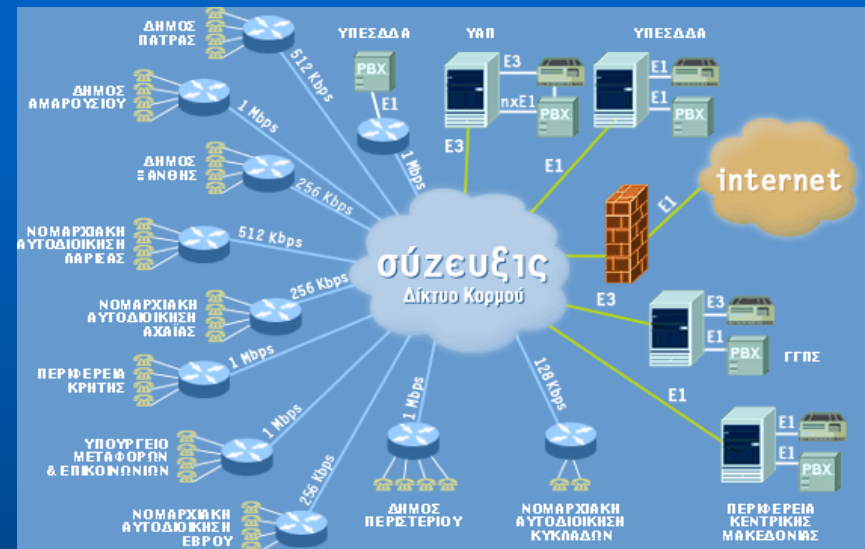 ΔΗΜΟΣ
ΠΑΤΡΑΣ
512 Kbps
ΔΗΜΟΣ
ΑΜΑΡΟΥΣΙΟΥ
1 Mbps
ΔΗΜΟΣ
ΞΑΝΘΗΣ
256 Kbps
ΝΟΜΑΡΧΙΑΚΗ
ΑΥΤΟΔΙΟΙΚΗΣΗ
ΛΑΡΙΣΑΣ
512 Kbps
ΝΟΜΑΡΧΙΑΚΗ
ΑΥΤΟΔΙΟΙΚΗΣΗ
ΑΧΑΪΑΣ
256 Kbps
ΠΕΡΙΦΕΡΕΙΑ
ΚΡΗΤΗΣ
1 Mbps
ΥΠΟΥΡΓΕΙΟ
ΜΕΤΑΦΟΡΩΝ
& ΕΠΙΚΟΙΝΩΝΙΩΝ
1 Mbps
ΝΟΜΑΡΧΙΑΚΗ
ΑΥΤΟΔΙΟΙΚΗΣΗ
ΕΒΡΟΥ
256 Kbps
ΥΠΕΣΔΔΑ
PBX
E1
1 Mbps
ΥΑΠ
E3
nxE1
PBX
E3
ΥΠΕΣΔΔΑ
E1
E1
PBX
E1
internet
E1
σύζευξις
Δίκτυο Κορμού
E3
E3
E1
PBX
ΓΓΠΣ
E1
E1
E1
PBX
ΠΕΡΙΦΕΡΕΙΑ
ΚΕΝΤΡΙΚΗΣ
ΜΑΚΕΔΟΝΙΑΣ
1 Mbps
ΔΗΜΟΣ
ΠΕΡΙΣΤΕΡΙΟΥ
128 Kbps
ΝΟΜΑΡΧΙΑΚΗ
ΑΥΤΟΔΙΟΙΚΗΣΗ
ΚΥΚΛΑΔΩΝ